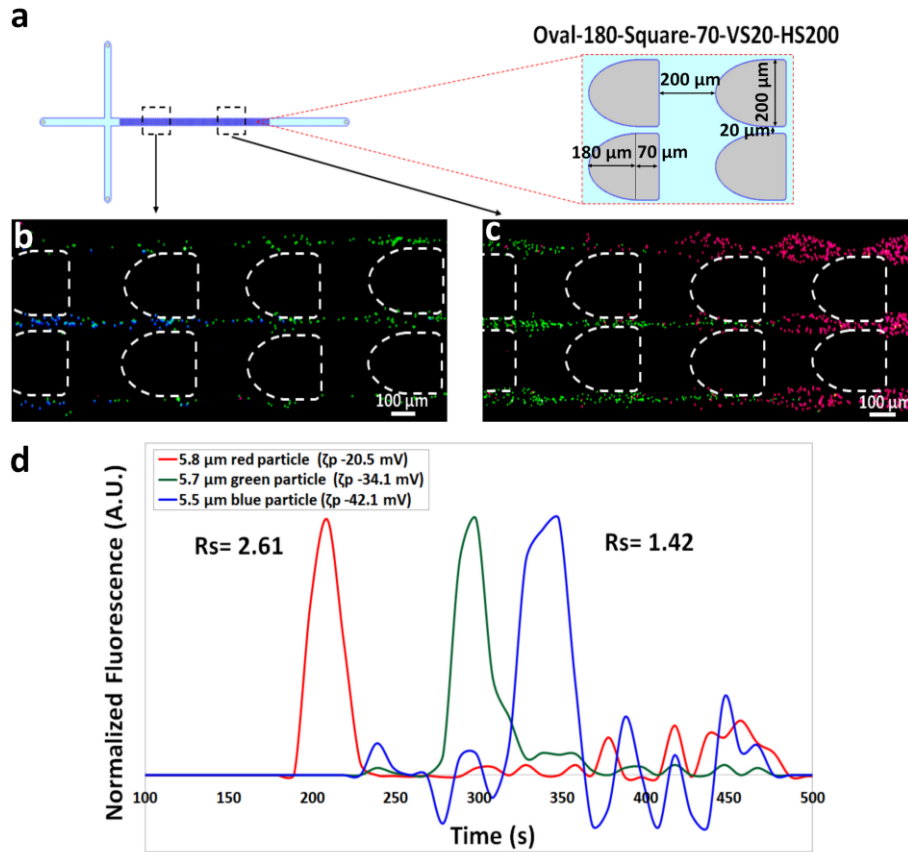 a
Oval-180-Square-70-VS20-HS200
200 µm
200 µm
20 µm
180 µm
70 µm
b
100 µm
c
100 µm
d
5.8 µm red particle (ζp -20.5 mV)
5.7 µm green particle (ζp -34.1 mV)
5.5 µm blue particle (ζp -42.1 mV)
Rs= 2.61
Rs= 1.42
Normalized Fluorescence (A.U.)
100 200 250 300 350 400 450 500
Time (s)